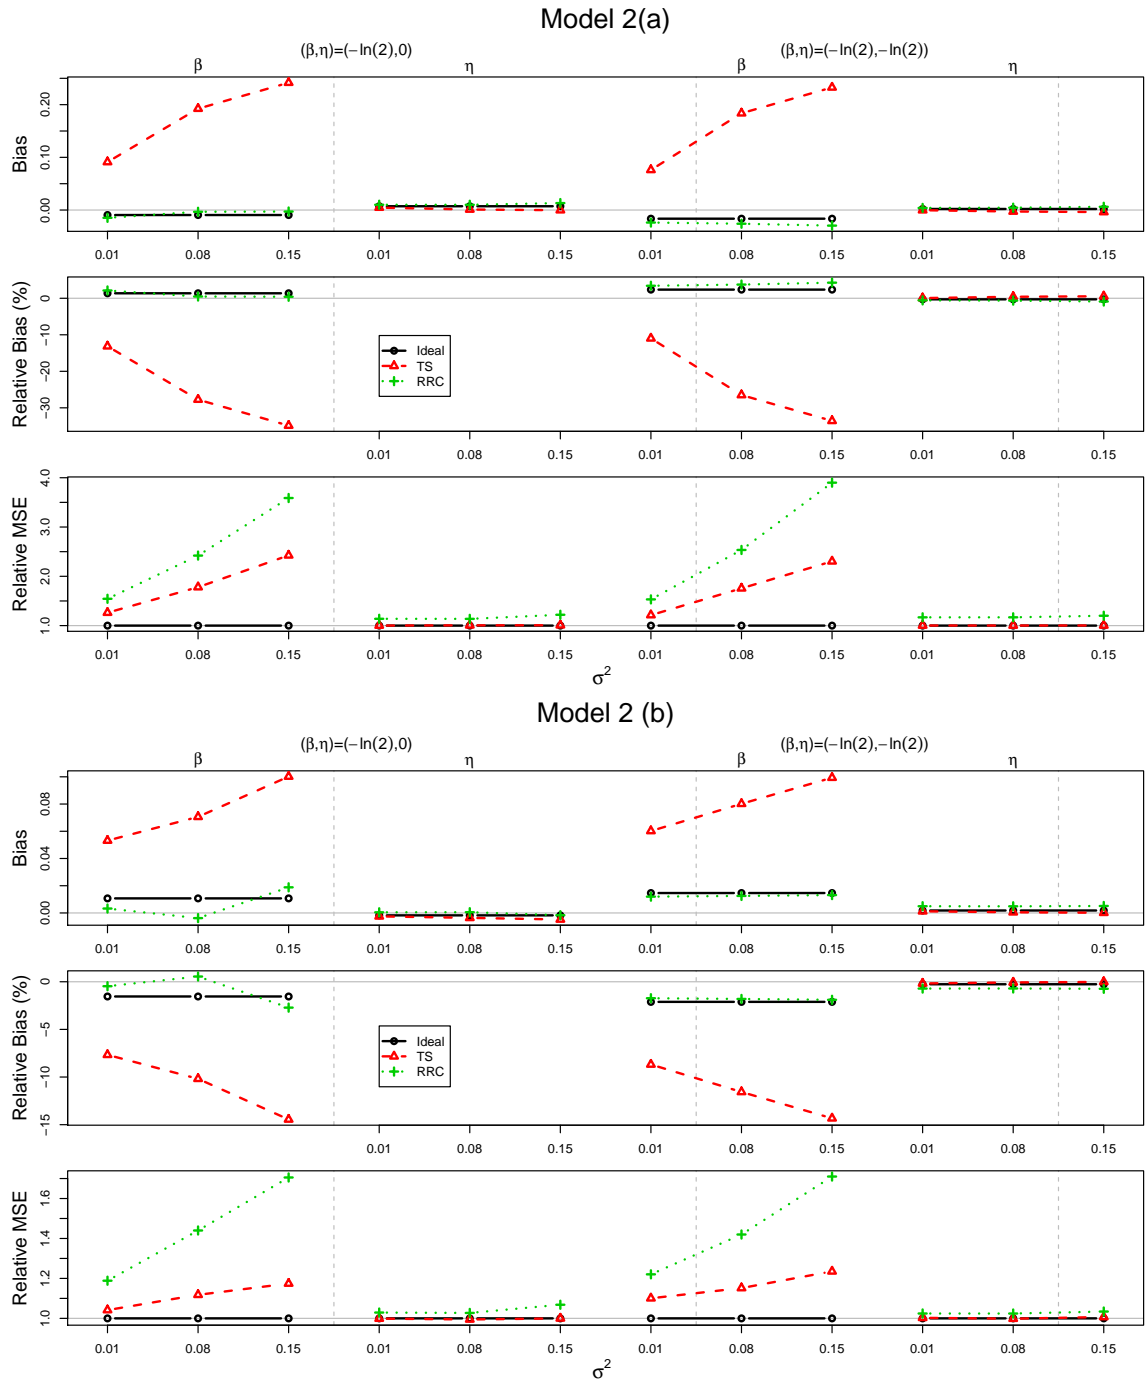 Model 2(a)
(β,η)=(−ln(2),0) (β,η)=(−ln(2),−ln(2))
β η β η
Bias
0.00 0.10 0.20
0.01 0.08 0.15 0.01 0.08 0.15 0.01 0.08 0.15 0.01 0.08 0.15
Relative Bias (%)
−30 −20 −10 0
Ideal
TS
RRC
0.01 0.08 0.15 0.01 0.08 0.15 0.01 0.08 0.15
Relative MSE
1.0 2.0 3.0 4.0
0.01 0.08 0.15 0.01 0.08 0.15 0.01 0.08 0.15 0.01 0.08 0.15
σ²
Model 2 (b)
(β,η)=(−ln(2),0) (β,η)=(−ln(2),−ln(2))
β η β η
Bias
0.00 0.04 0.08
0.01 0.08 0.15 0.01 0.08 0.15 0.01 0.08 0.15 0.01 0.08 0.15
Relative Bias (%)
−15 −10 −5 0
Ideal
TS
RRC
0.01 0.08 0.15 0.01 0.08 0.15 0.01 0.08 0.15
Relative MSE
1.0 1.2 1.4 1.6
0.01 0.08 0.15 0.01 0.08 0.15 0.01 0.08 0.15 0.01 0.08 0.15
σ²